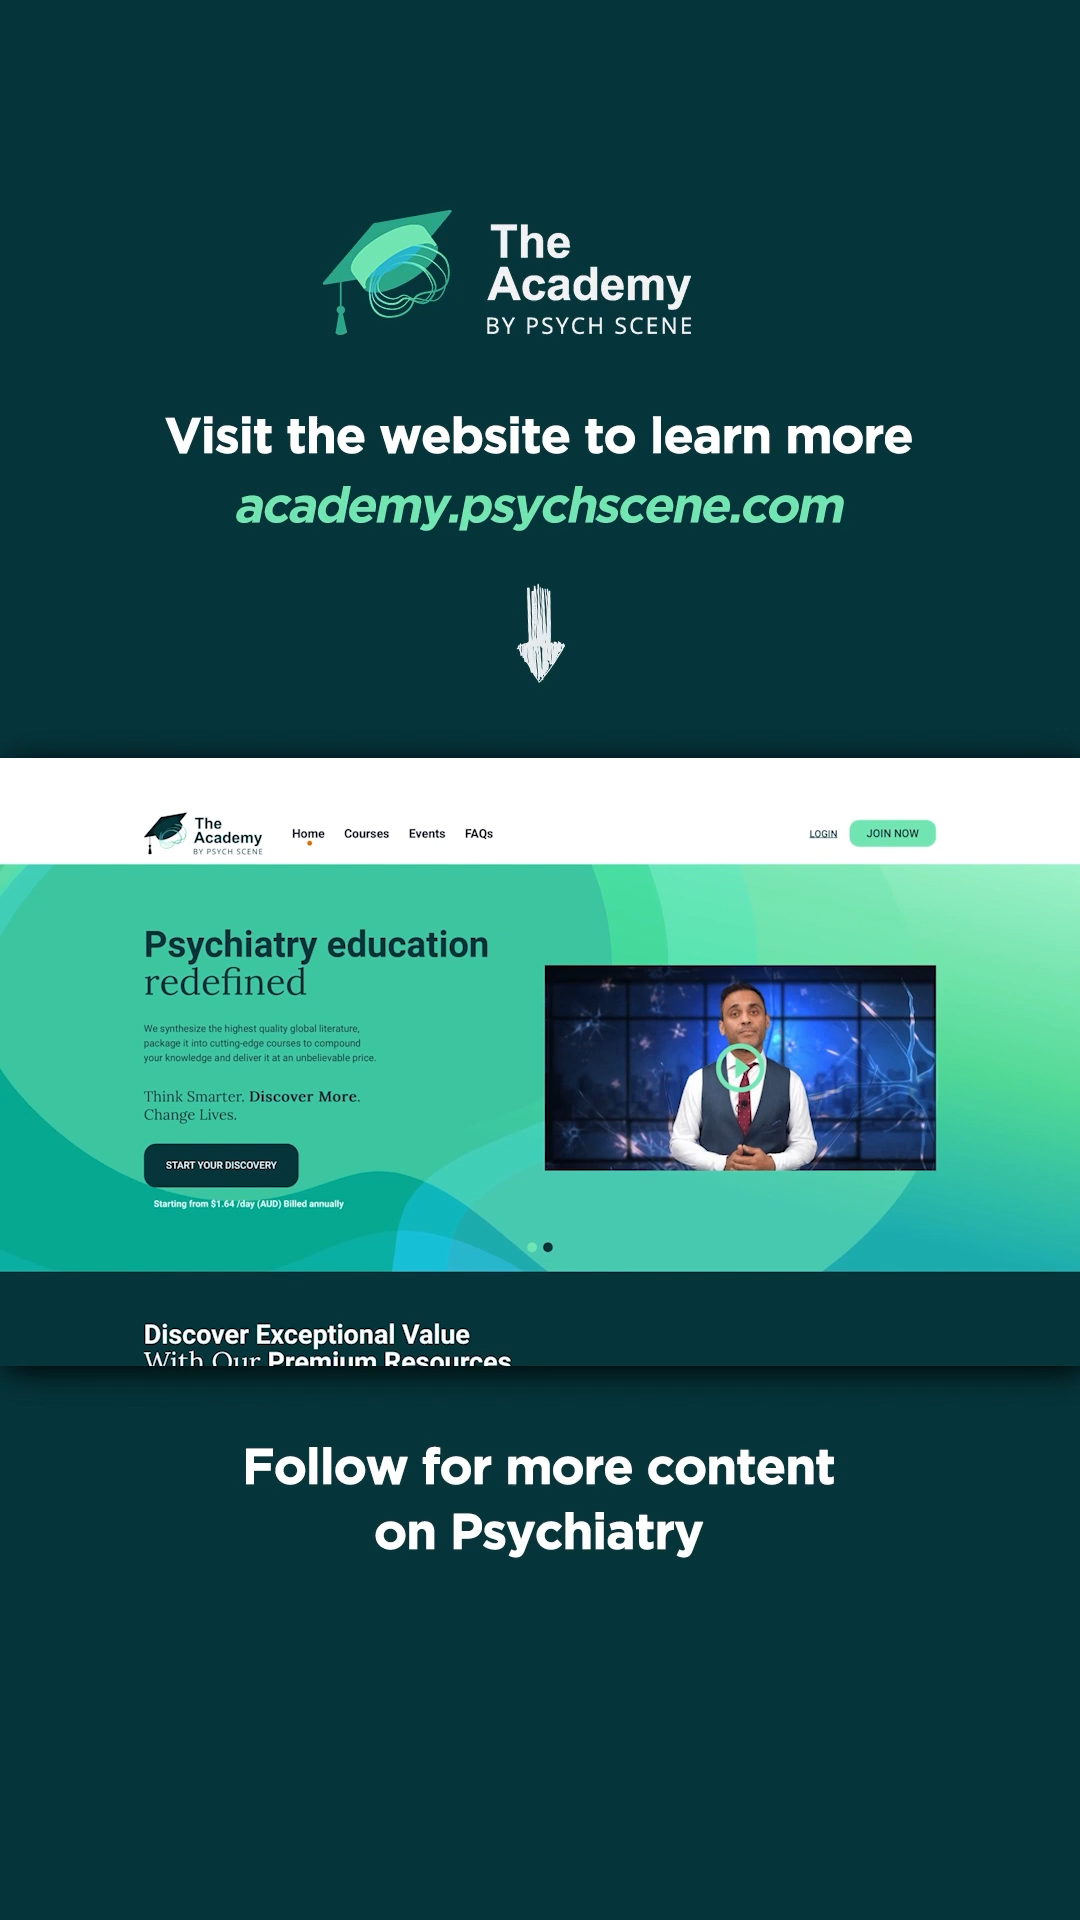 The
Academy
BY PSYCH SCENE
Visit the website to learn more
academy.psychscene.com
The
Academy
BY PSYCH SCENE
Home
Courses
Events
FAQs
LOGIN
JOIN NOW
Psychiatry education
redefined
We synthesize the highest quality global literature,
package it into cutting-edge courses to compound
your knowledge and deliver it at an unbelievable price.
Think Smarter. Discover More.
Change Lives.
START YOUR DISCOVERY
Starting from $1.64 /day (AUD) Billed annually
Discover Exceptional Value
With Our Premium Resources
Follow for more content
on Psychiatry